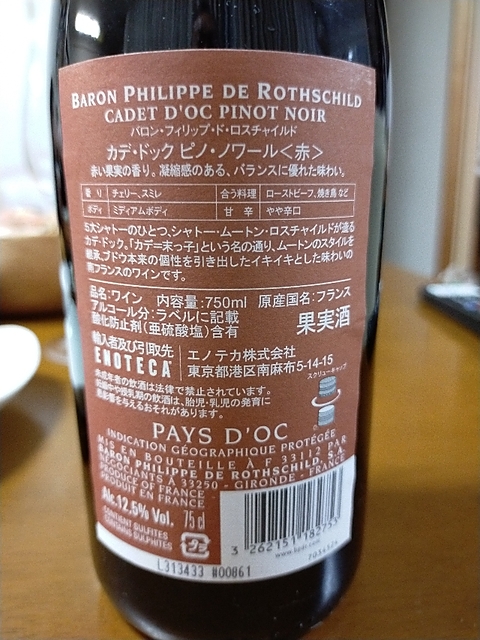 BARON PHILIPPE DE ROTHSCHILD
CADET D'OC PINOT NOIR
バロン・フィリップ・ド・ロスチャイルド
カデ・ドック ピノ・ノワール＜赤＞
赤い果実の香り。凝縮感のある、バランスに優れた味わい。
香り チェリー、スミレ 合う料理 ローストビーフ、焼き鳥 など
ボディ ミディアムボディ 甘辛 やや辛口
5大シャトーのひとつ、シャトー・ムートン・ロスチャイルドが造る
カデ・ドック。「カデ＝末っ子」という名の通り、ムートンのスタイルを
継承、ブドウ本来の個性を引き出したイキイキとした味わいの
南フランスのワインです。
品名:ワイン 内容量:750ml 原産国名:フランス
アルコール分:ラベルに記載
酸化防止剤(亜硫酸塩)含有 果実酒
輸入者及び引取先
ENOTECA エノテカ株式会社
東京都港区南麻布5-14-15
スクリューキャップ
未成年者の飲酒は法律で禁止されています。
妊娠中や授乳期の飲酒は、胎児・乳児の発育に
悪影響を与えるおそれがあります。
PAYS D'OC
INDICATION GÉOGRAPHIQUE PROTÉGÉE
MIS EN BOUTEILLE À F 33112 PAR
BARON PHILIPPE DE ROTHSCHILD, S.A.
NÉGOCIANTS À 33250 - GIRONDE - FRANCE
PRODUCE OF FRANCE
PRODUIT EN FRANCE
Alc.12,5% Vol. 75 cl
CONTIENT SULFITES
CONTAINS SULPHITES
ダミ
3 262151 182755
www.bpdr.com
L313433 W00861